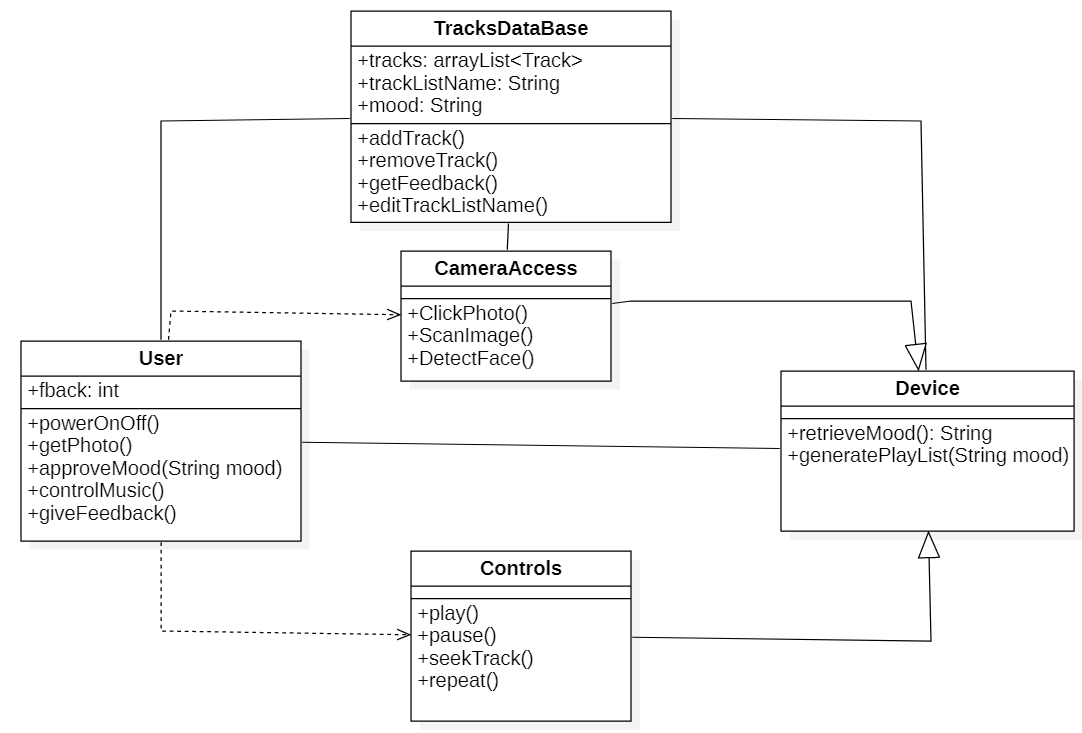 TracksDataBase
+tracks: arrayList<Track>
+trackListName: String
+mood: String
+addTrack()
+removeTrack()
+getFeedback()
+editTrackListName()
CameraAccess
+ClickPhoto()
+ScanImage()
+DetectFace()
User
+fback: int
+powerOnOff()
+getPhoto()
+approveMood(String mood)
+controlMusic()
+giveFeedback()
Device
+retrieveMood(): String
+generatePlayList(String mood)
Controls
+play()
+pause()
+seekTrack()
+repeat()